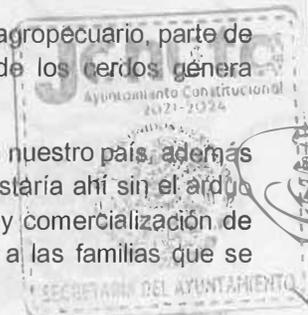 agropecuario, parte de
de los cerdos genera
Ayuntamiento Constitucional
2021-2024
nuestro país, además
staría ahí sin el arduo
y comercialización de
a las familias que se
SECRETARÍA DEL AYUNTAMIENTO